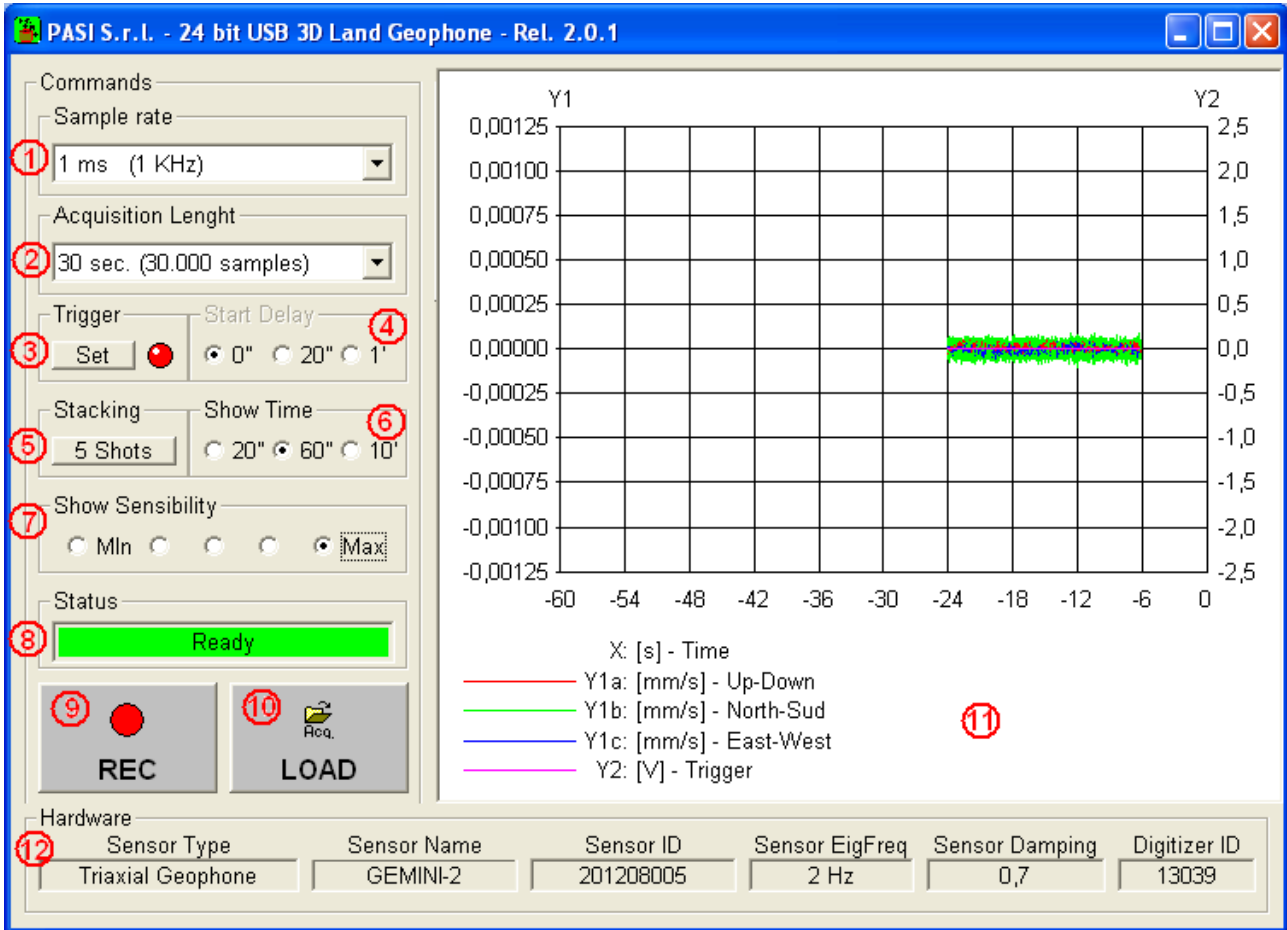 PASI S.r.l. - 24 bit USB 3D Land Geophone - Rel. 2.0.1
Commands
Sample rate
1
1 ms (1 KHz)
Acquisition Lenght
2
30 sec. (30.000 samples)
Trigger
Start Delay
3
Set
4
0" 20" 1'
Stacking
Show Time
5
5 Shots
6
20" 60" 10'
Show Sensibility
7
MIn Max
Status
8
Ready
9
REC
10
Acq.
LOAD
Y1 Y2
0,00125 2,5
0,00100 2,0
0,00075 1,5
0,00050 1,0
0,00025 0,5
0,00000 0,0
-0,00025 -0,5
-0,00050 -1,0
-0,00075 -1,5
-0,00100 -2,0
-0,00125 -2,5
-60 -54 -48 -42 -36 -30 -24 -18 -12 -6 0
X: [s] - Time
Y1a: [mm/s] - Up-Down
Y1b: [mm/s] - North-Sud
Y1c: [mm/s] - East-West
Y2: [V] - Trigger
11
Hardware
12
Sensor Type Sensor Name Sensor ID Sensor EigFreq Sensor Damping Digitizer ID
Triaxial Geophone GEMINI-2 201208005 2 Hz 0,7 13039